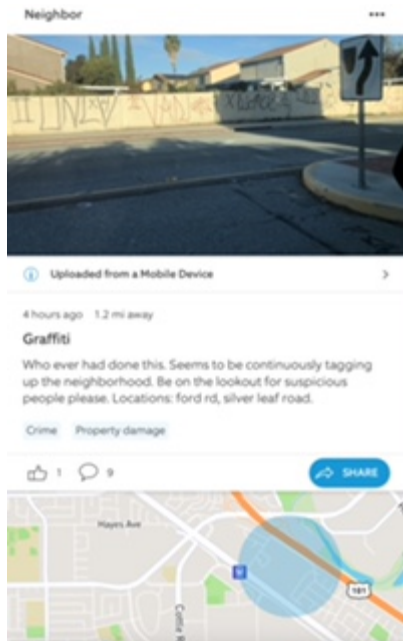 Neighbor
Uploaded from a Mobile Device
4 hours ago 1.2 mi away
Graffiti
Who ever had done this. Seems to be continuously tagging
up the neighborhood. Be on the lookout for suspicious
people please. Locations: ford rd, silver leaf road.
Crime Property damage
1 9 SHARE
Hayes Ave
101